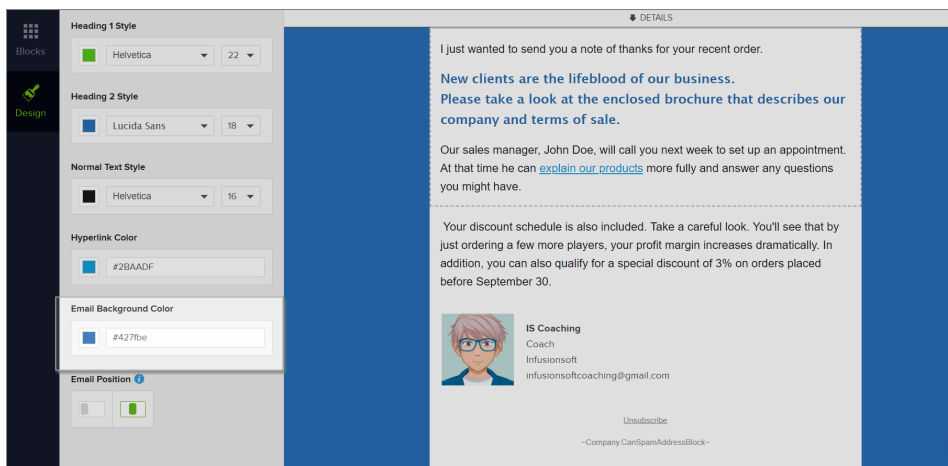 Blocks
Design
Heading 1 Style
Helvetica 22
Heading 2 Style
Lucida Sans 18
Normal Text Style
Helvetica 16
Hyperlink Color
#2BAADF
Email Background Color
#427fbe
Email Position i
DETAILS
I just wanted to send you a note of thanks for your recent order.
New clients are the lifeblood of our business.
Please take a look at the enclosed brochure that describes our
company and terms of sale.
Our sales manager, John Doe, will call you next week to set up an appointment.
At that time he can explain our products more fully and answer any questions
you might have.
Your discount schedule is also included. Take a careful look. You'll see that by
just ordering a few more players, your profit margin increases dramatically. In
addition, you can also qualify for a special discount of 3% on orders placed
before September 30.
IS Coaching
Coach
Infusionsoft
infusionsoftcoaching@gmail.com
Unsubscribe
~Company.CanSpamAddressBlock~